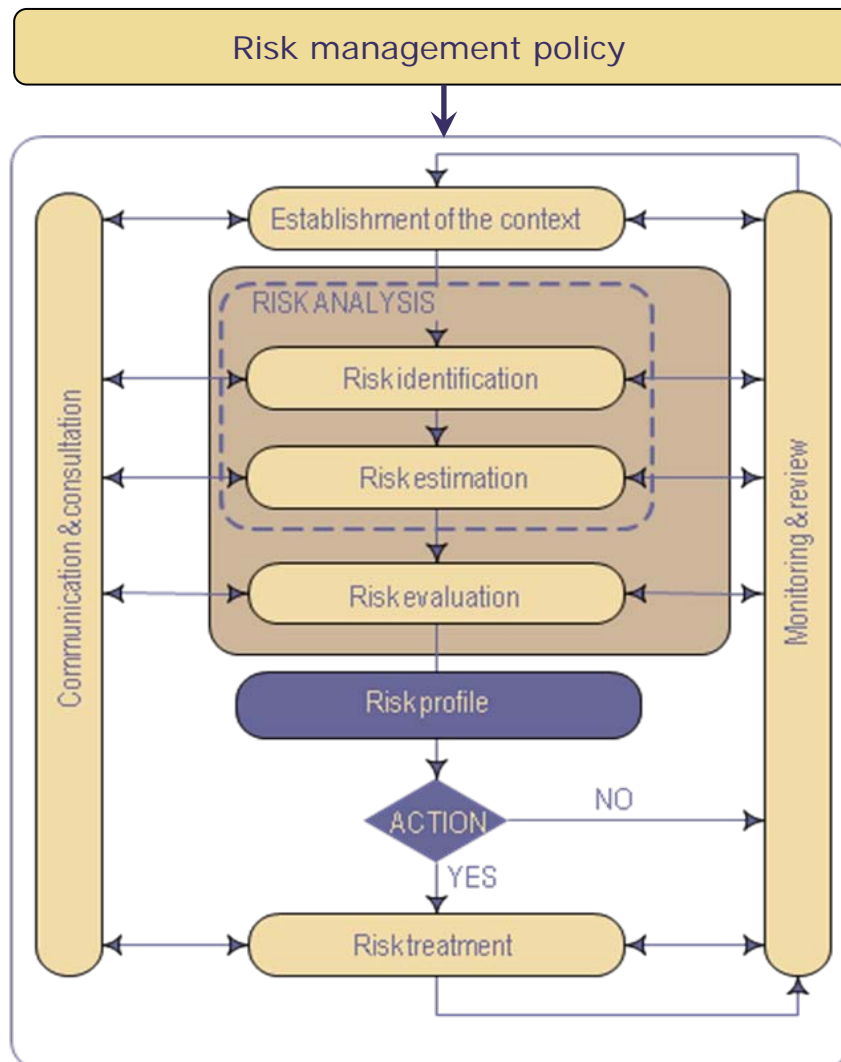 Risk management policy
Establishment of the context
RISK ANALYSIS
Risk identification
Risk estimation
Risk evaluation
Risk profile
ACTION
NO
YES
Risk treatment
Communication & consultation
Monitoring & review